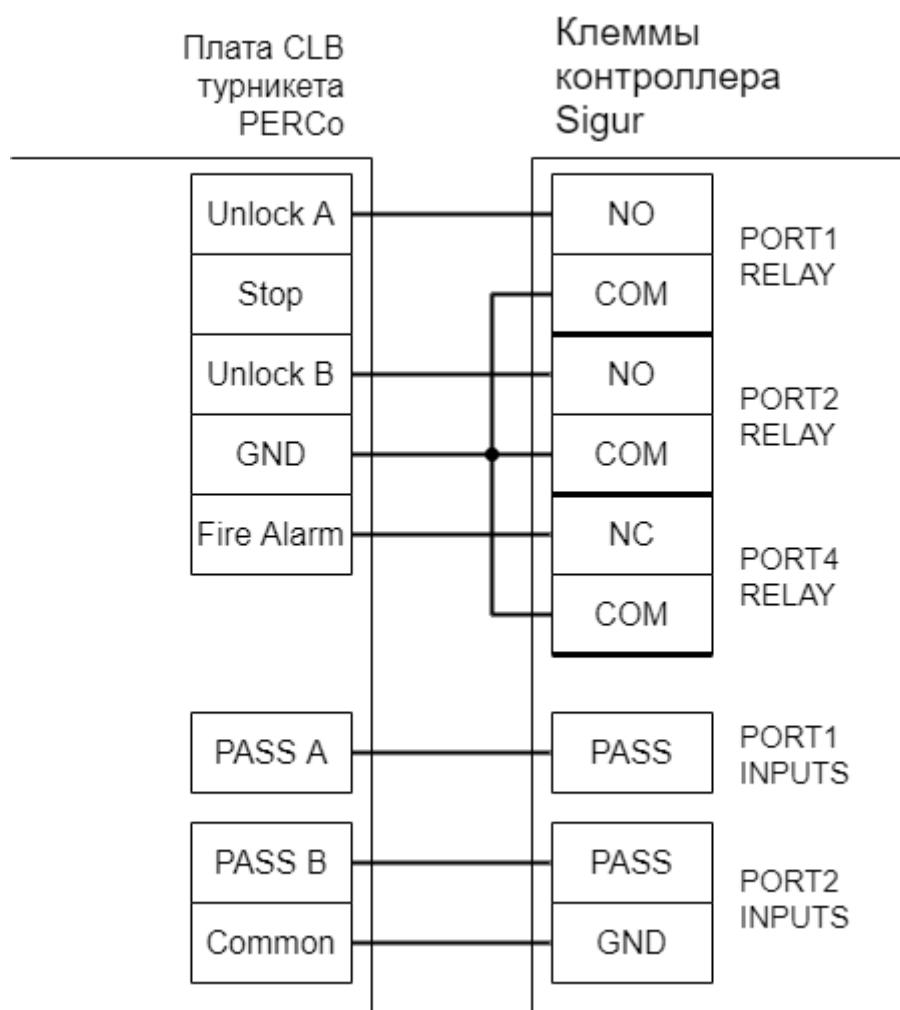 Плата CLB
турникета
PERCo
Клеммы
контроллера
Sigur
Unlock A
NO
PORT1
RELAY
Stop
COM
Unlock B
NO
PORT2
RELAY
GND
COM
Fire Alarm
NC
PORT4
RELAY
COM
PASS A
PASS
PORT1
INPUTS
PASS B
PASS
PORT2
INPUTS
Common
GND